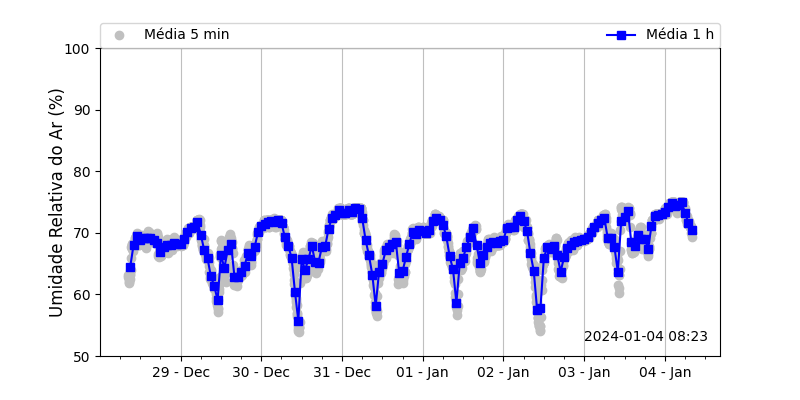 Média 5 min
Média 1 h
Umidade Relativa do Ar (%)
100
90
80
70
60
50
2024-01-04 08:23
29 - Dec
30 - Dec
31 - Dec
01 - Jan
02 - Jan
03 - Jan
04 - Jan